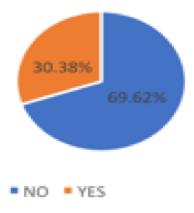 30.38%
69.62%
NO YES